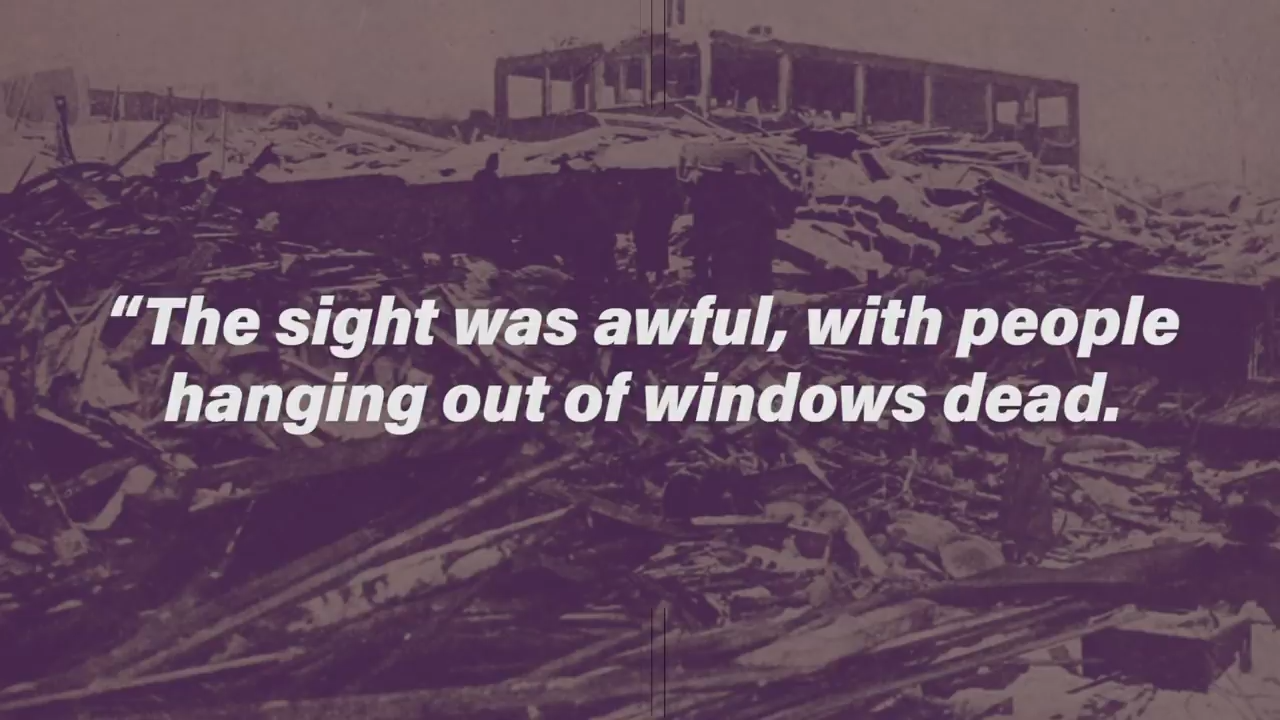 “The sight was awful, with people
hanging out of windows dead.